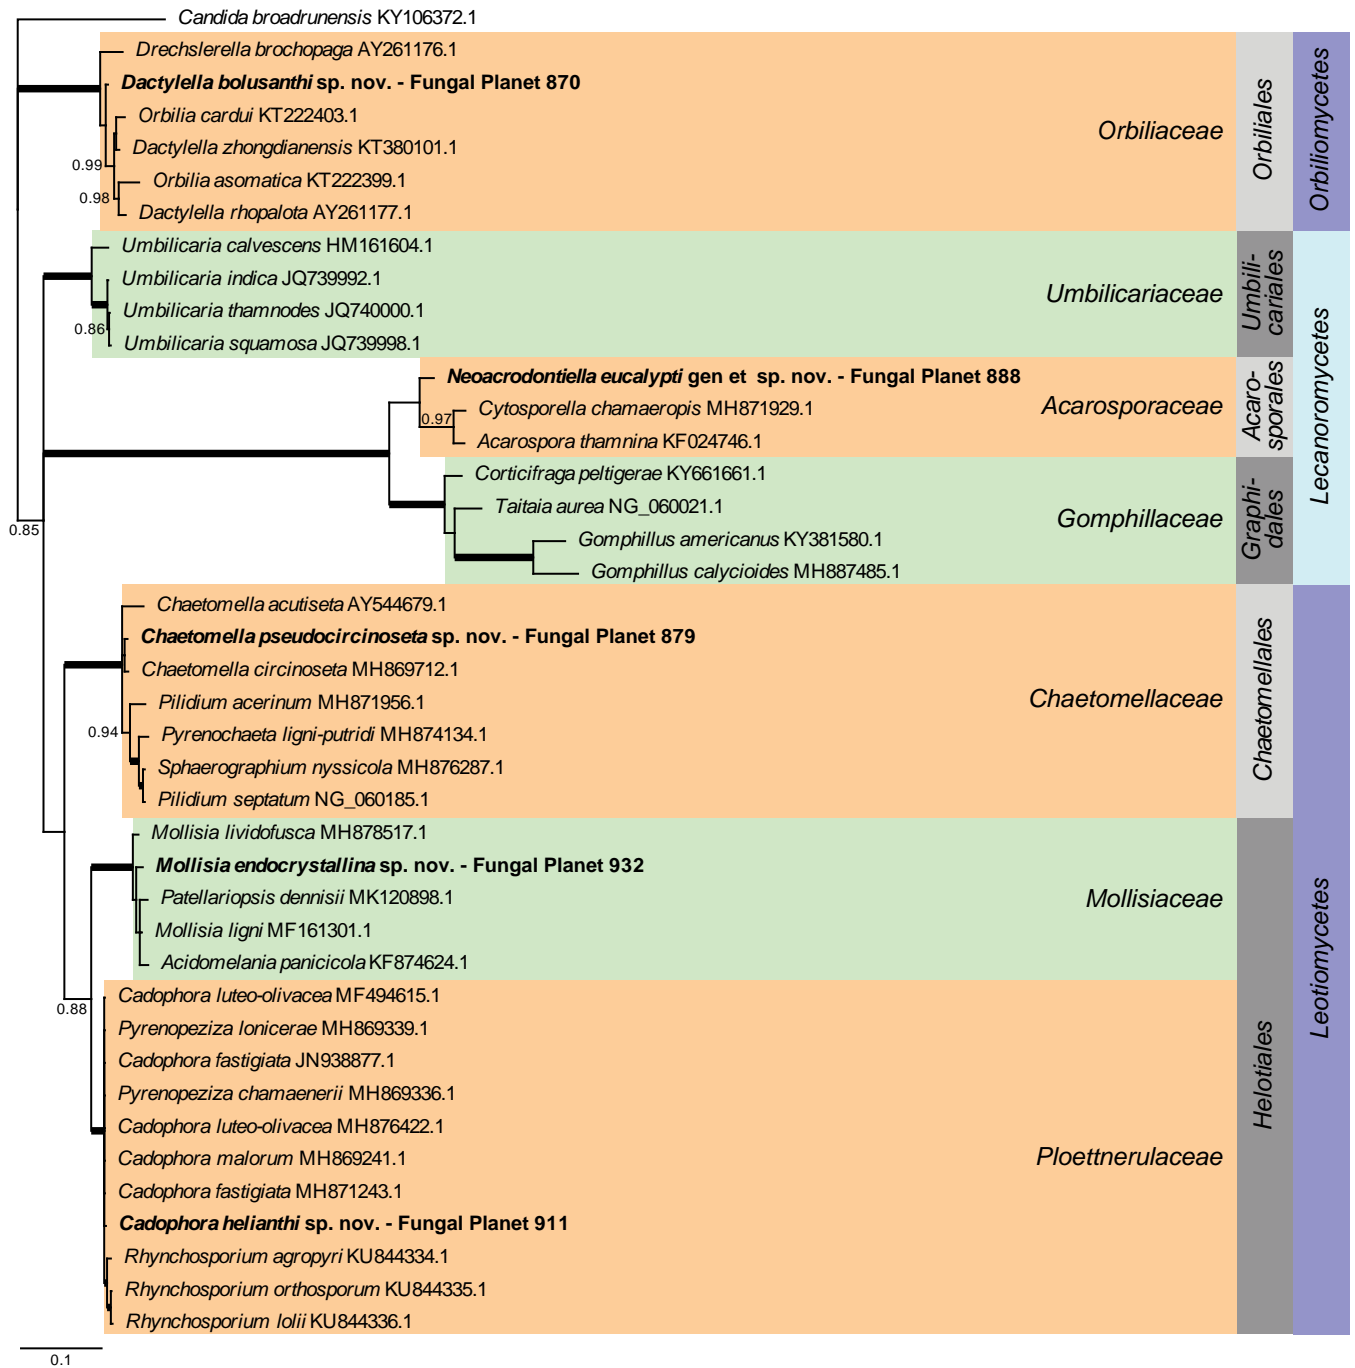 Candida broadrunensis KY106372.1
Drechslerella brochopaga AY261176.1
Dactylella bolusanthi sp. nov. - Fungal Planet 870
Orbilia cardui KT222403.1
Dactylella zhongdianensis KT380101.1
0.99
Orbilia asomatica KT222399.1
0.98
Dactylella rhopalota AY261177.1
Orbiliaceae
Orbiliales
Orbiliomycetes
Umbilicaria calvescens HM161604.1
Umbilicaria indica JQ739992.1
Umbilicaria thamnodes JQ740000.1
0.86
Umbilicaria squamosa JQ739998.1
Umbilicariaceae
Umbili-
cariales
Neoacrodontiella eucalypti gen et sp. nov. - Fungal Planet 888
Cytosporella chamaeropis MH871929.1
0.97
Acarospora thamnina KF024746.1
Acarosporaceae
Acaro-
sporales
Lecanoromycetes
Corticifraga peltigerae KY661661.1
Taitaia aurea NG_060021.1
Gomphillus americanus KY381580.1
Gomphillus calycioides MH887485.1
Gomphillaceae
Graphi-
dales
0.85
Chaetomella acutiseta AY544679.1
Chaetomella pseudocircinoseta sp. nov. - Fungal Planet 879
Chaetomella circinoseta MH869712.1
Pilidium acerinum MH871956.1
0.94
Pyrenochaeta ligni-putridi MH874134.1
Sphaerographium nyssicola MH876287.1
Pilidium septatum NG_060185.1
Chaetomellaceae
Chaetomellales
Mollisia lividofusca MH878517.1
Mollisia endocrystallina sp. nov. - Fungal Planet 932
Patellariopsis dennisii MK120898.1
Mollisia ligni MF161301.1
Acidomelania panicicola KF874624.1
Mollisiaceae
Leotiomycetes
0.88
Cadophora luteo-olivacea MF494615.1
Pyrenopeziza lonicerae MH869339.1
Cadophora fastigiata JN938877.1
Pyrenopeziza chamaenerii MH869336.1
Cadophora luteo-olivacea MH876422.1
Cadophora malorum MH869241.1
Cadophora fastigiata MH871243.1
Cadophora helianthi sp. nov. - Fungal Planet 911
Rhynchosporium agropyri KU844334.1
Rhynchosporium orthosporum KU844335.1
Rhynchosporium lolii KU844336.1
Ploettnerulaceae
Helotiales
0.1